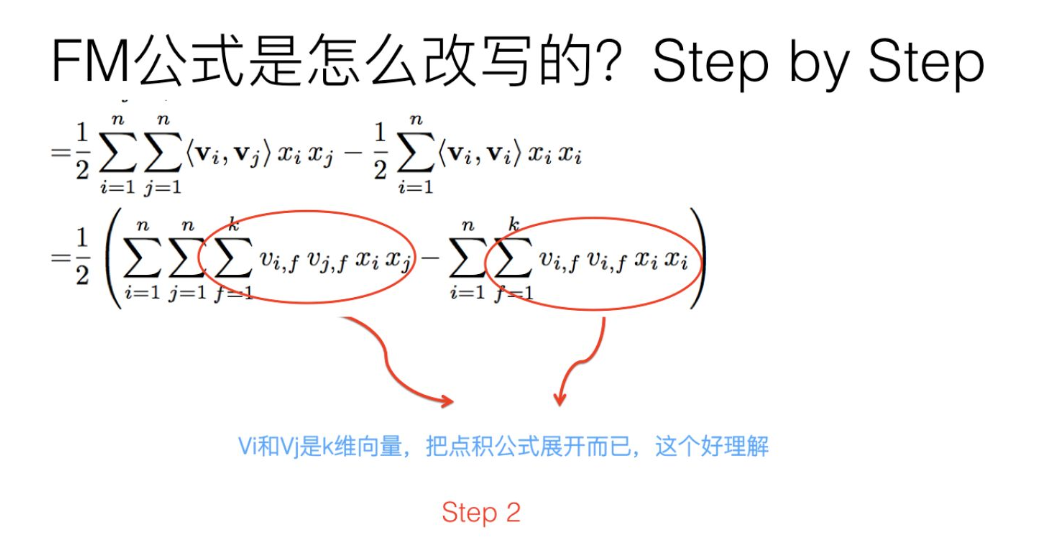 FM公式是怎么改写的？Step by Step
= \frac{1}{2} \sum_{i=1}^{n} \sum_{j=1}^{n} \langle \mathbf{v}_i, \mathbf{v}_j \rangle x_i x_j - \frac{1}{2} \sum_{i=1}^{n} \langle \mathbf{v}_i, \mathbf{v}_i \rangle x_i x_i
= \frac{1}{2} \left( \sum_{i=1}^{n} \sum_{j=1}^{n} \sum_{f=1}^{k} v_{i,f} v_{j,f} x_i x_j - \sum_{i=1}^{n} \sum_{f=1}^{k} v_{i,f} v_{i,f} x_i x_i \right)
Vi和Vj是k维向量，把点积公式展开而已，这个好理解
Step 2